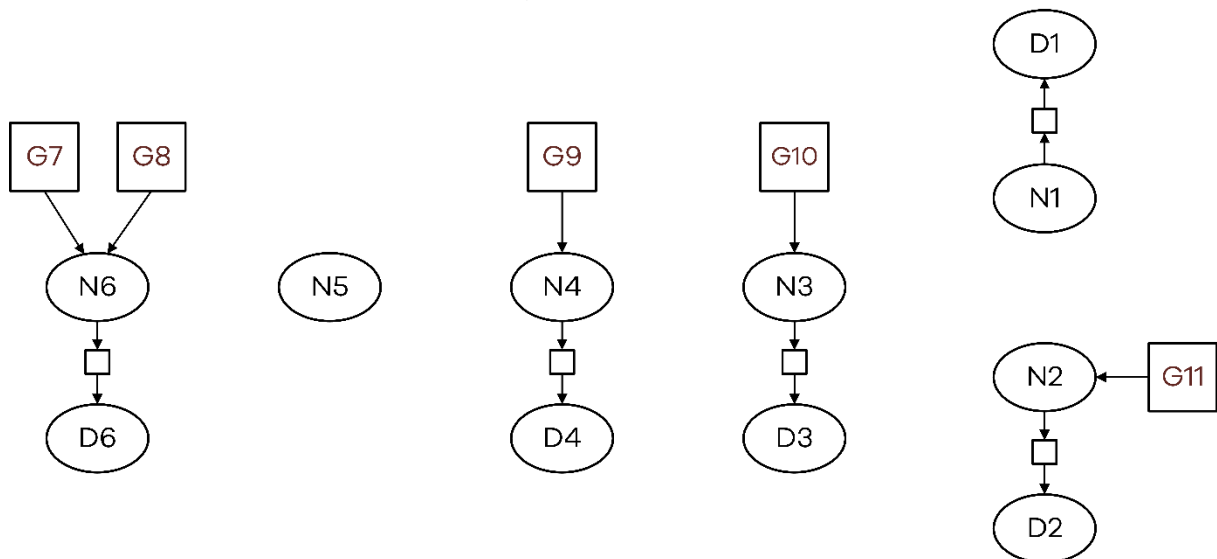 D1
G7 G8 G9 G10
N1
N6 N5 N4 N3
N2 G11
D6 D4 D3
D2